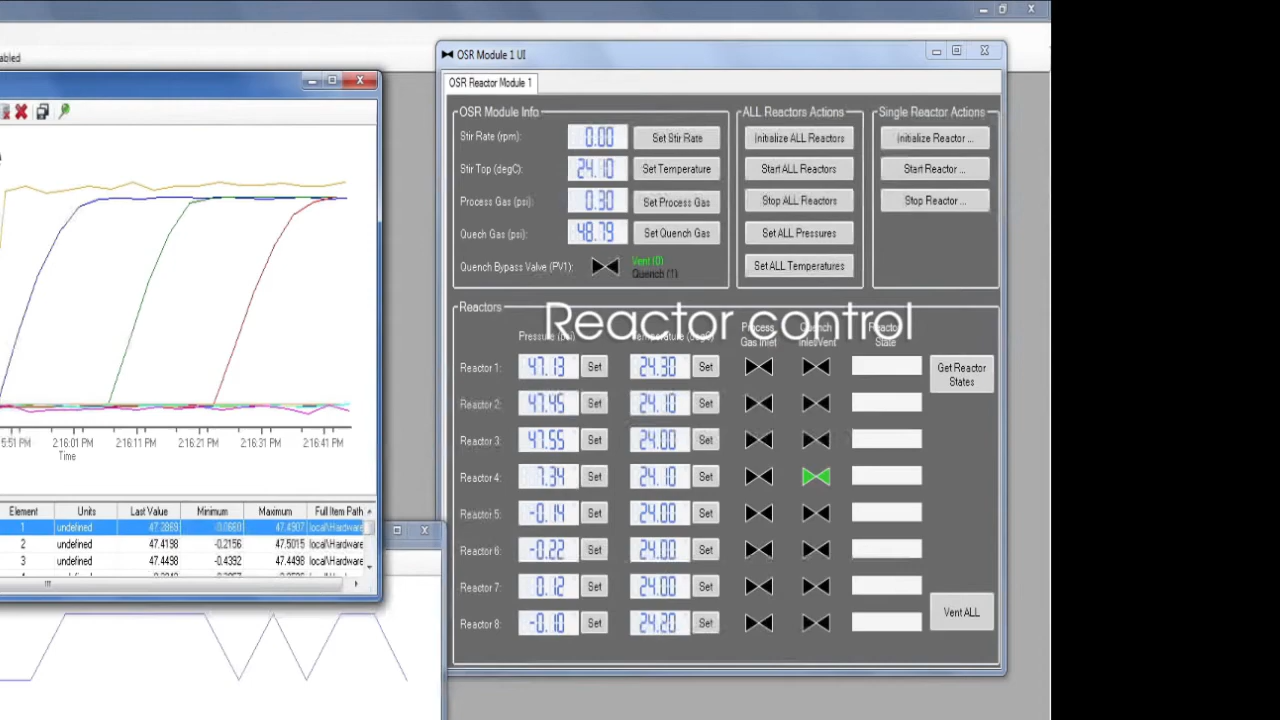 abled
OSR Module 1 UI
OSR Reactor Module 1
OSR Module Info
Stir Rate (rpm): 0.00 Set Stir Rate
Stir Top (degC): 24.10 Set Temperature
Process Gas (psi): 0.30 Set Process Gas
Quech Gas (psi): 48.79 Set Quench Gas
Quench Bypass Valve (PV1): Vent (0)
Quench (1)
ALL Reactors Actions
Initialize ALL Reactors
Start ALL Reactors
Stop ALL Reactors
Set ALL Pressures
Set ALL Temperatures
Single Reactor Actions
Initialize Reactor ...
Start Reactor ...
Stop Reactor ...
Reactor control
Reactors
Process
Gas Inlet
Quench
Inlet/Vent
Reactor
State
Reactor 1: 47.13 Set 24.30 Set
Reactor 2: 47.45 Set 24.10 Set
Reactor 3: 47.55 Set 24.00 Set
Reactor 4: 7.34 Set 24.10 Set
Reactor 5: -0.14 Set 24.00 Set
Reactor 6: -0.22 Set 24.00 Set
Reactor 7: 0.12 Set 24.00 Set
Reactor 8: -0.10 Set 24.20 Set
Get Reactor
States
Vent ALL
5:51 PM 2:16:01 PM 2:16:11 PM 2:16:21 PM 2:16:31 PM 2:16:41 PM
Time
Element Units Last Value Minimum Maximum Full Item Path
1 undefined 47.2869 -0.0680 47.4907 local\Hardware
2 undefined 47.4198 -0.2156 47.5015 local\Hardware
3 undefined 47.4498 -0.4392 47.4498 local\Hardware